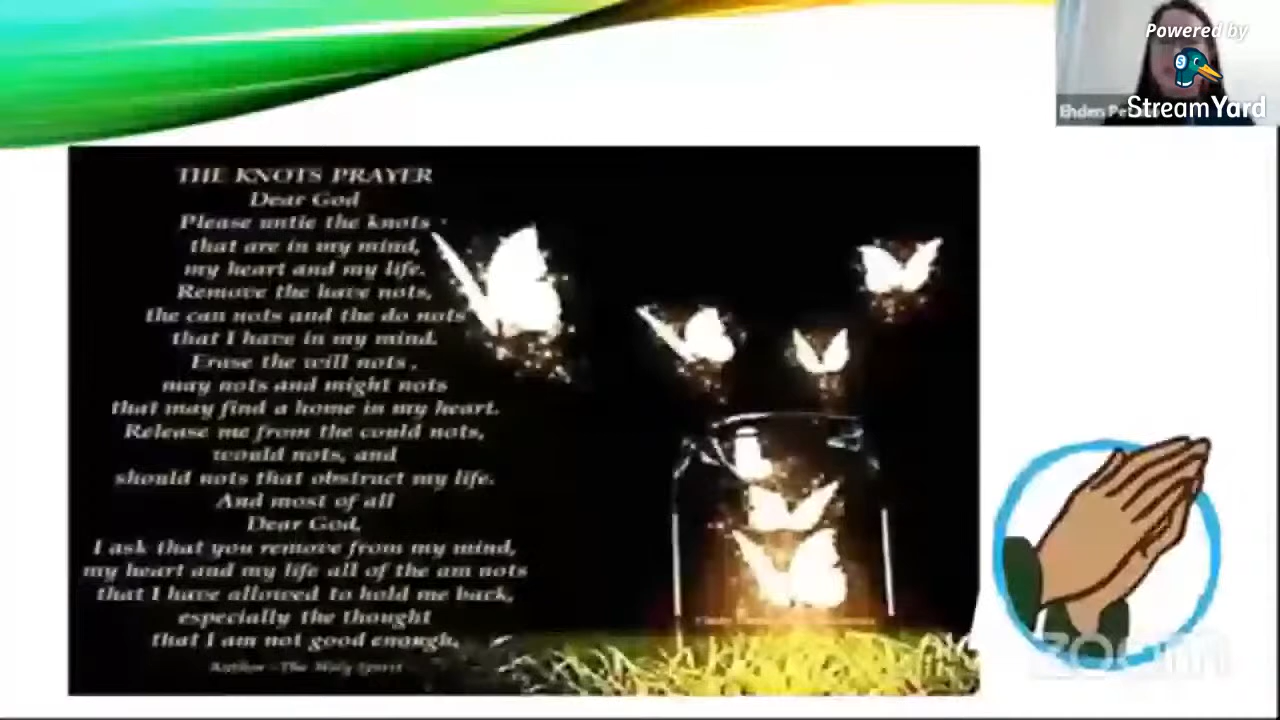 Powered by
StreamYard
Ehden
THE KNOTS PRAYER
Dear God
Please untie the knots
that are in my mind,
my heart and my life.
Remove the have nots,
the can nots and the do nots
that I have in my mind.
Erase the will nots,
may nots and might nots
that may find a home in my heart.
Release me from the could nots,
would nots, and
should nots that obstruct my life.
And most of all
Dear God,
I ask that you remove from my mind,
my heart and my life all of the am nots
that I have allowed to hold me back,
especially the thought
that I am not good enough.
Author - The Holy Spirit
zoom